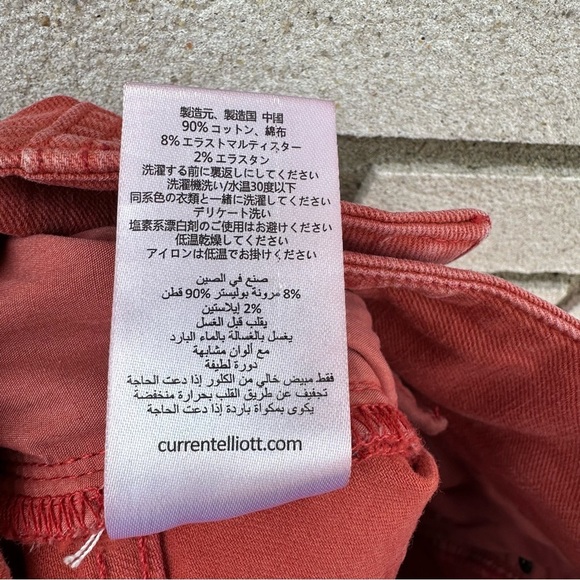 製造元、製造国 中國
90% コットン、綿布
8% エラストマルティエスター
2% エラスタン
洗濯する前に裏返しにしてください
洗濯機洗い/水温30度以下
同系色の衣類と一緒に洗濯してください
デリケート洗い
塩素系漂白剤のご使用はお避けください
低温乾燥してください
アイロンは低温でお掛けください
صنع في الصين
8% مرونة بوليستر 90% قطن
2% إيلاستين
يقلب قبل الغسل
يغسل بالغسالة بالماء البارد
مع ألوان مشابهة
دورة لطيفة
فقط مبيض خالي من الكلور إذا دعت الحاجة
تجفيف عن طريق القلب بحرارة منخفضة
يكوى بمكواة باردة إذا دعت الحاجة
currentelliott.com